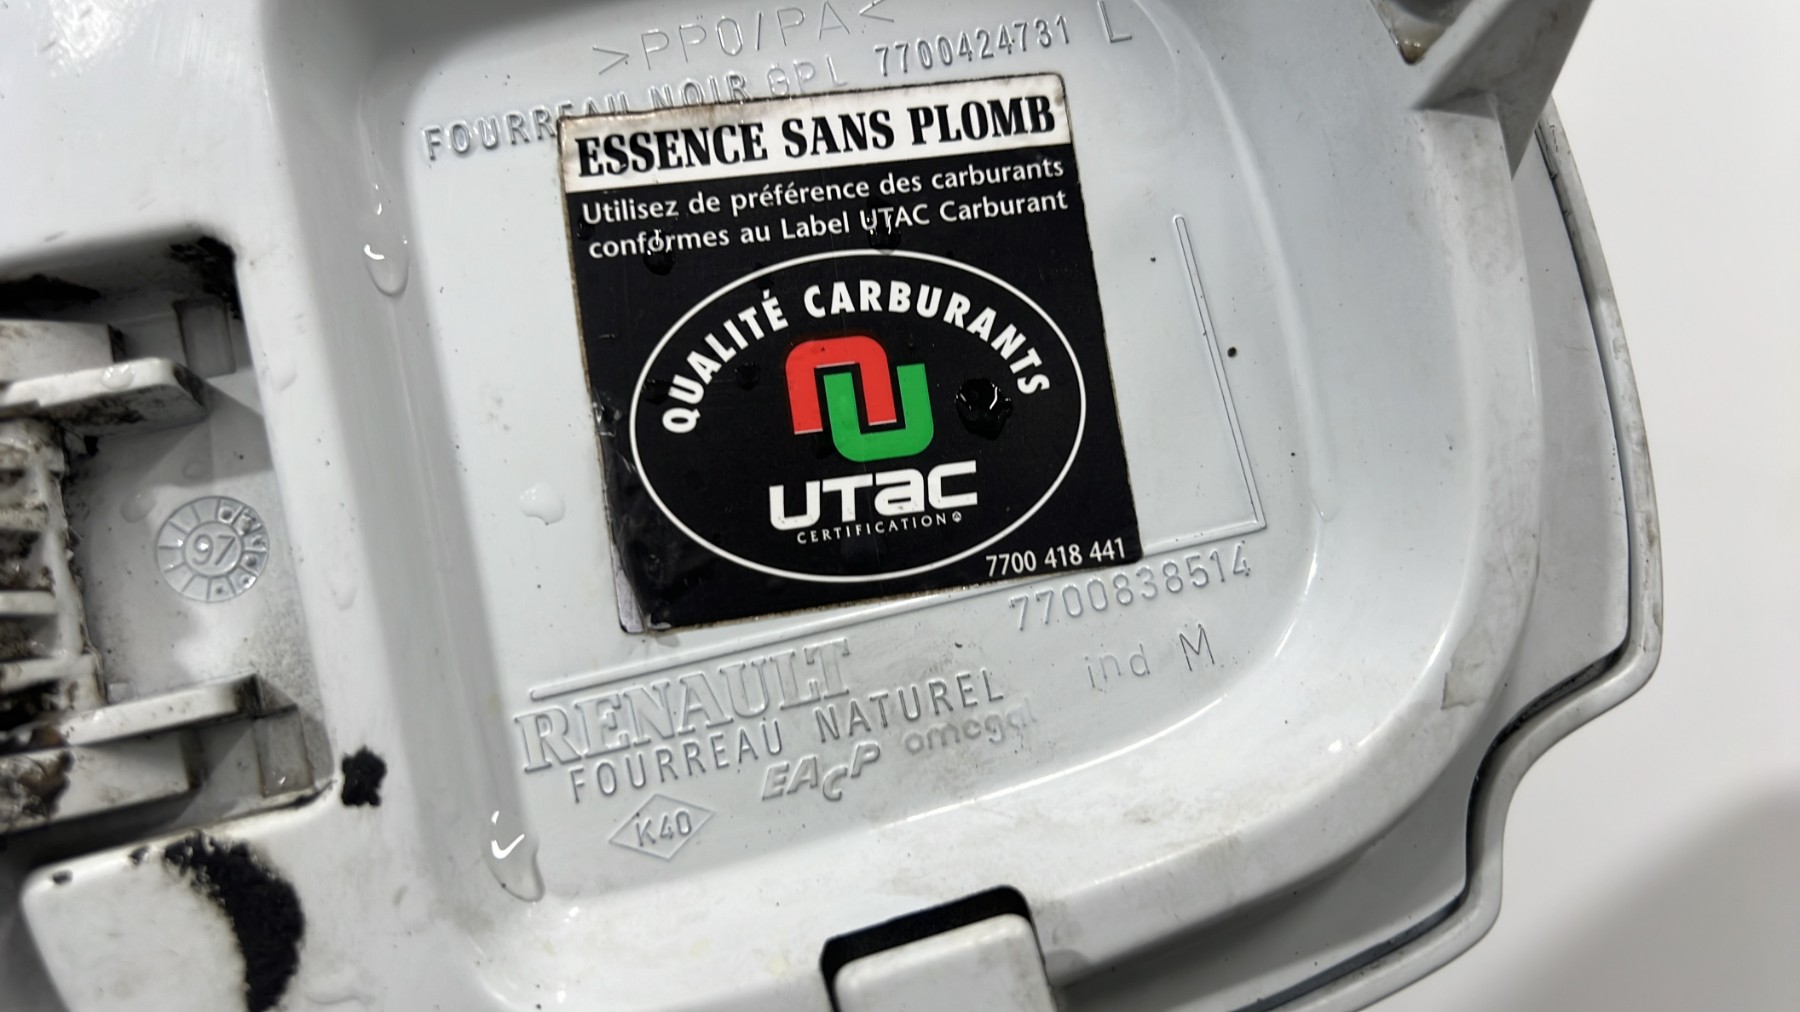 >PPO/PA<
FOURREAU NOIR GPL 7700424731 L
ESSENCE SANS PLOMB
Utilisez de préférence des carburants
conformes au Label UTAC Carburant
QUALITÉ CARBURANTS
UTAC
CERTIFICATION
7700 418 441
97
7700838514
RENAULT
FOURREAU NATUREL ind M
EACP omegal
K40